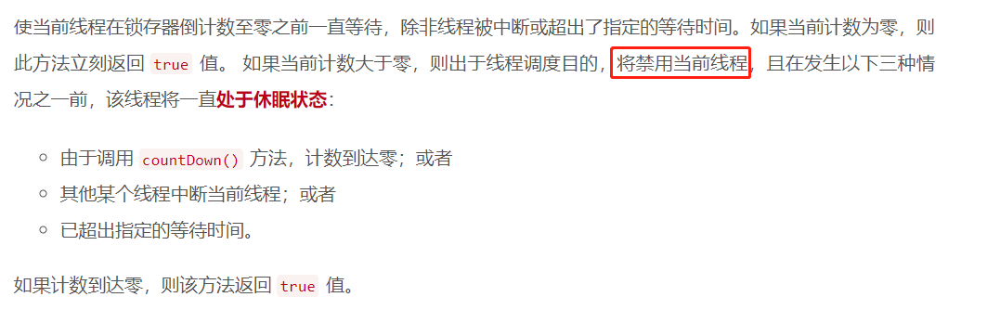 使当前线程在锁存器倒计数至零之前一直等待，除非线程被中断或超出了指定的等待时间。如果当前计数为零，则
此方法立刻返回 true 值。 如果当前计数大于零，则出于线程调度目的，将禁用当前线程，且在发生以下三种情
况之一前，该线程将一直处于休眠状态：
由于调用 countDown() 方法，计数到达零；或者
其他某个线程中断当前线程；或者
已超出指定的等待时间。
如果计数到达零，则该方法返回 true 值。